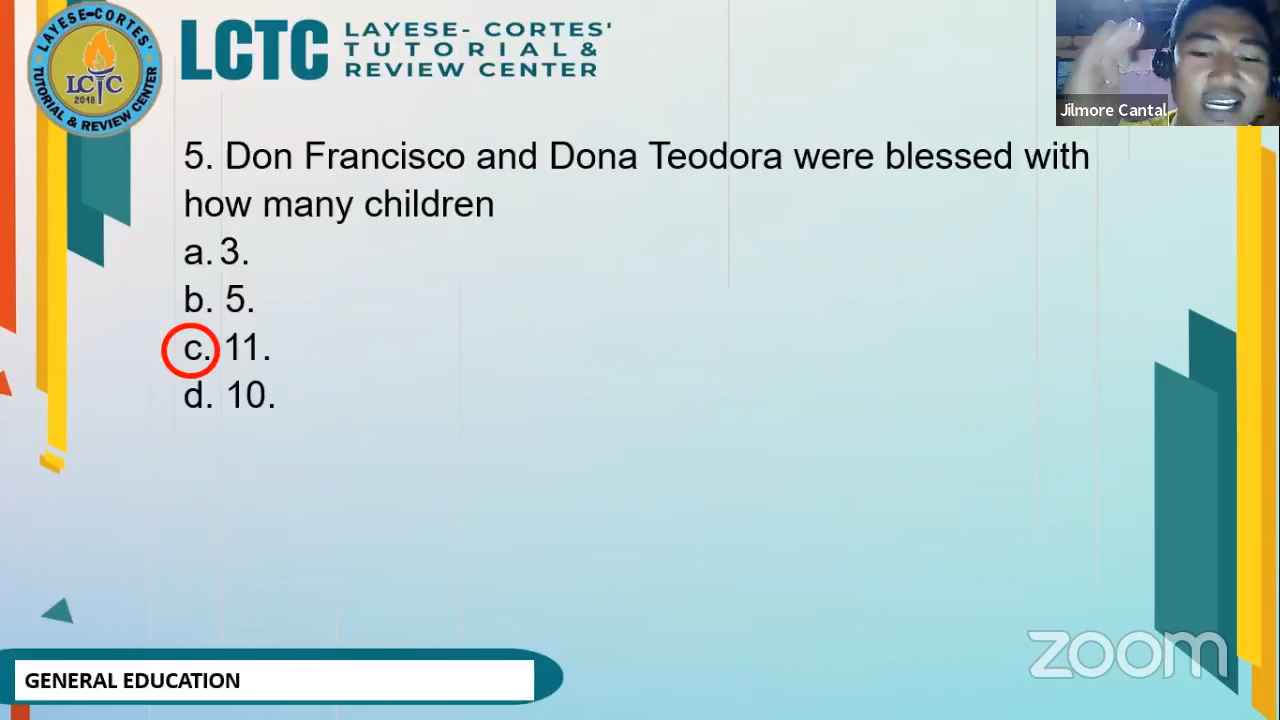 LAYESE-CORTES'
TUTORIAL & REVIEW CENTER
LCTC
2018
LCTC
LAYESE- CORTES'
TUTORIAL &
REVIEW CENTER
Jilmore Cantal
5. Don Francisco and Dona Teodora were blessed with
how many children
a. 3.
b. 5.
c. 11.
d. 10.
zoom
GENERAL EDUCATION